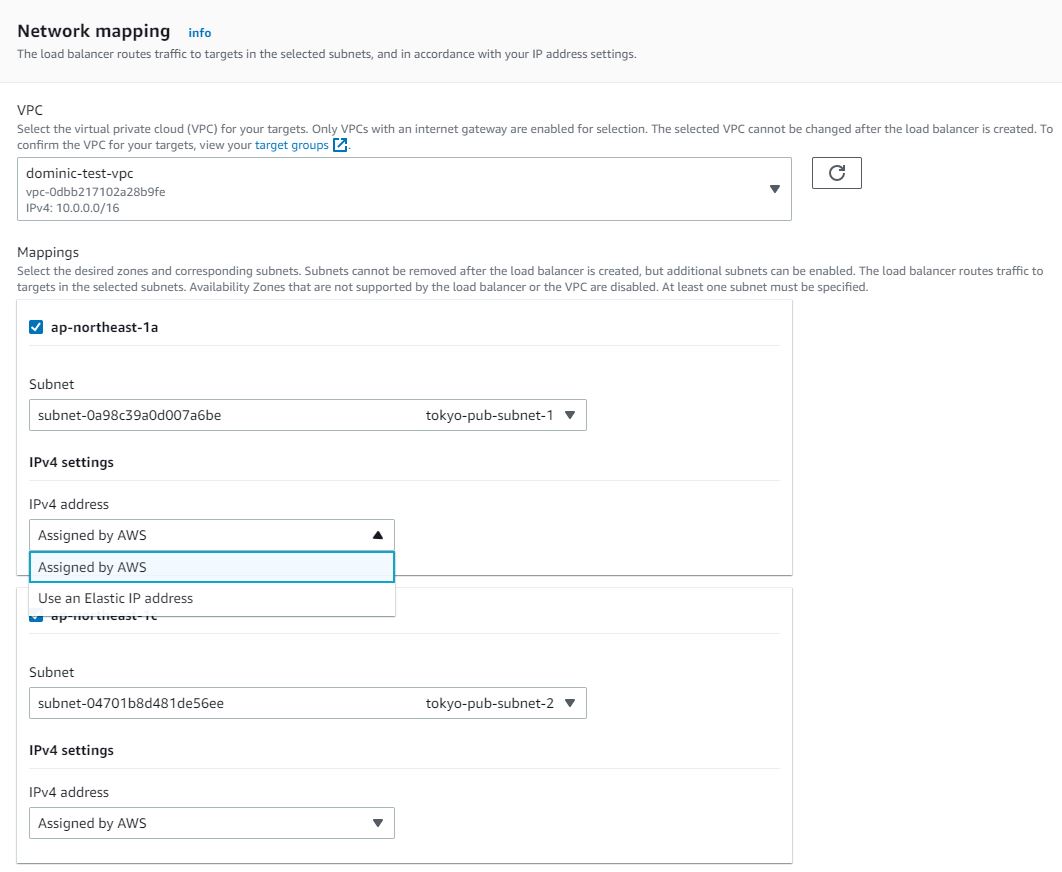 Network mapping info
The load balancer routes traffic to targets in the selected subnets, and in accordance with your IP address settings.
VPC
Select the virtual private cloud (VPC) for your targets. Only VPCs with an internet gateway are enabled for selection. The selected VPC cannot be changed after the load balancer is created. To
confirm the VPC for your targets, view your target groups.
dominic-test-vpc
vpc-0dbb217102a28b9fe
IPv4: 10.0.0.0/16
Mappings
Select the desired zones and corresponding subnets. Subnets cannot be removed after the load balancer is created, but additional subnets can be enabled. The load balancer routes traffic to
targets in the selected subnets. Availability Zones that are not supported by the load balancer or the VPC are disabled. At least one subnet must be specified.
ap-northeast-1a
Subnet
subnet-0a98c39a0d007a6be tokyo-pub-subnet-1
IPv4 settings
IPv4 address
Assigned by AWS
Assigned by AWS
Use an Elastic IP address
ap-northeast-1c
Subnet
subnet-04701b8d481de56ee tokyo-pub-subnet-2
IPv4 settings
IPv4 address
Assigned by AWS